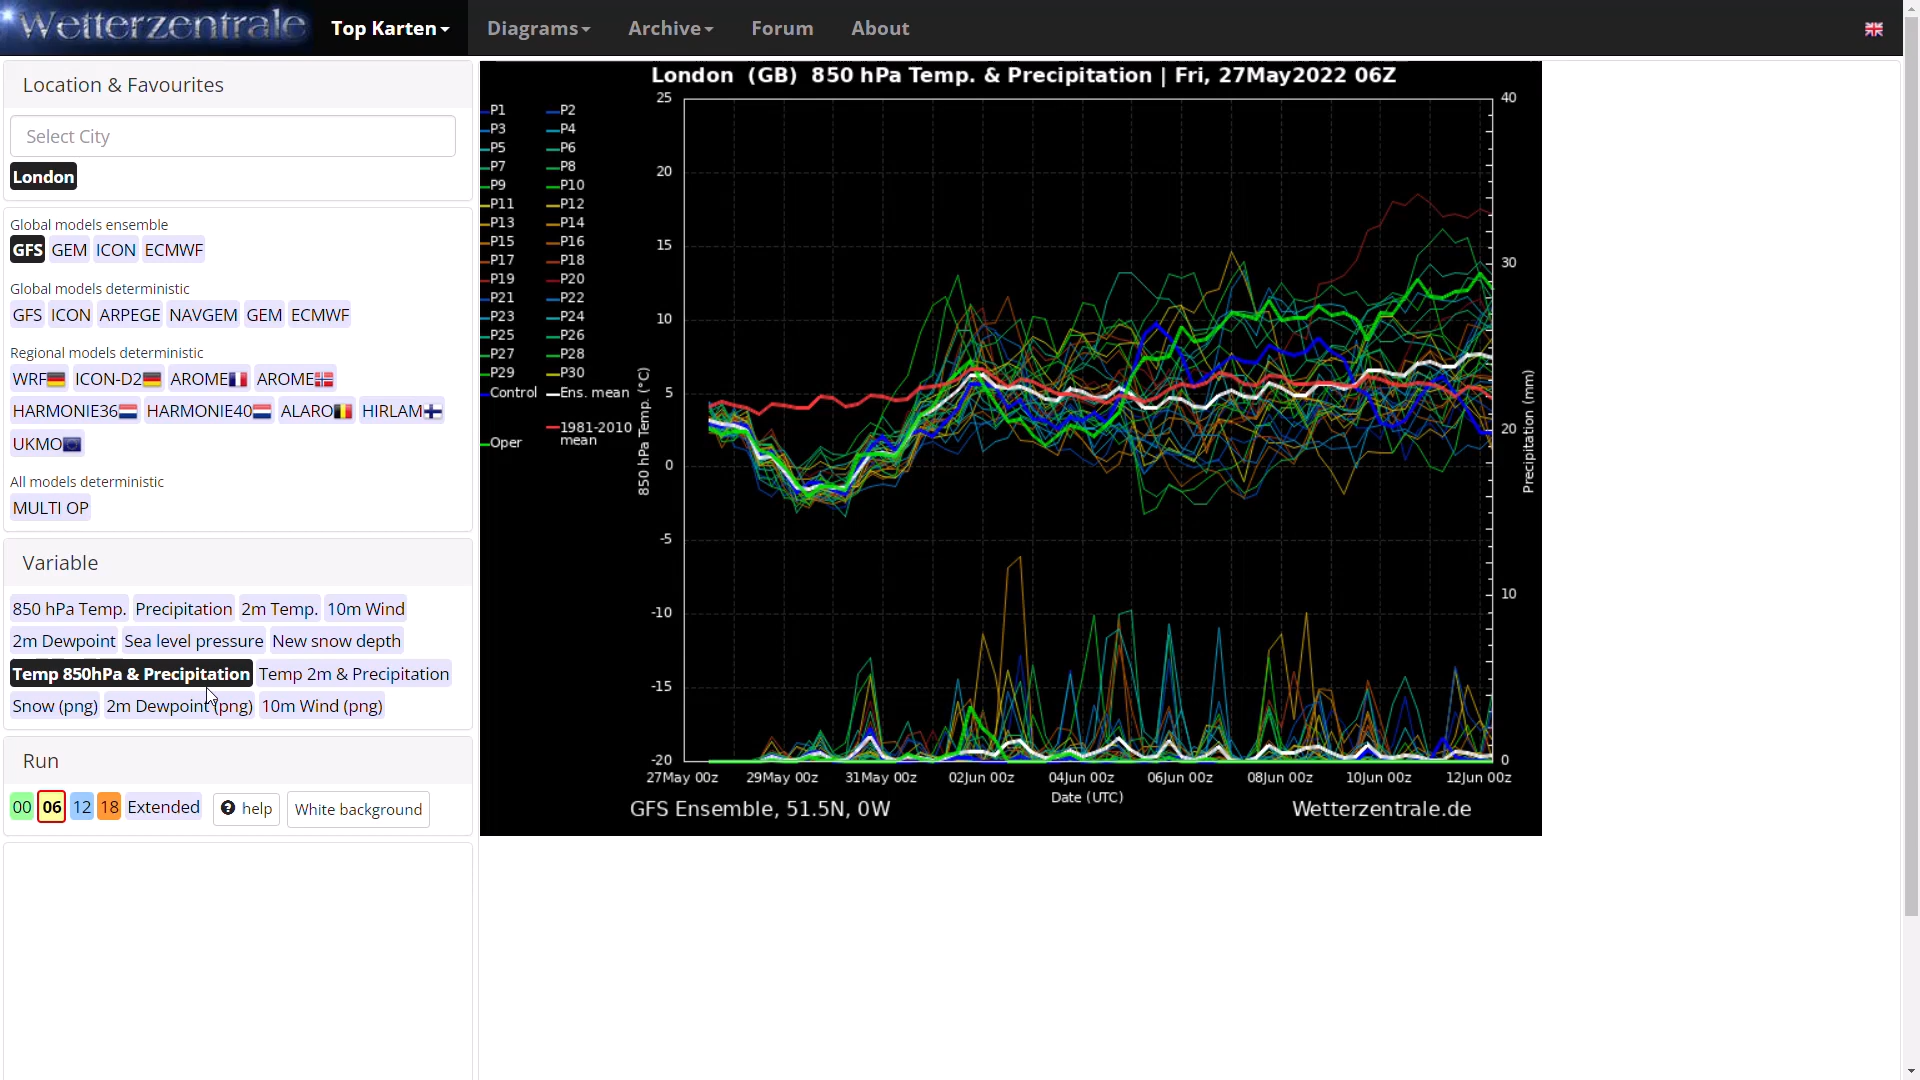 Wetterzentrale Top Karten Diagrams Archive Forum About
Location & Favourites
Select City
London
Global models ensemble
GFS GEM ICON ECMWF
Global models deterministic
GFS ICON ARPEGE NAVGEM GEM ECMWF
Regional models deterministic
WRF ICON-D2 AROME AROME
HARMONIE36 HARMONIE40 ALARO HIRLAM
UKMO
All models deterministic
MULTI OP
Variable
850 hPa Temp. Precipitation 2m Temp. 10m Wind
2m Dewpoint Sea level pressure New snow depth
Temp 850hPa & Precipitation Temp 2m & Precipitation
Snow (png) 2m Dewpoint (png) 10m Wind (png)
Run
00 06 12 18 Extended help White background
London (GB) 850 hPa Temp. & Precipitation | Fri, 27May2022 06Z
P1 P2
P3 P4
P5 P6
P7 P8
P9 P10
P11 P12
P13 P14
P15 P16
P17 P18
P19 P20
P21 P22
P23 P24
P25 P26
P27 P28
P29 P30
Control Ens. mean
Oper 1981-2010
mean
850 hPa Temp. (°C)
25
20
15
10
5
0
-5
-10
-15
-20
40
30
20
10
0
Precipitation (mm)
27May 00z 29May 00z 31May 00z 02Jun 00z 04Jun 00z 06Jun 00z 08Jun 00z 10Jun 00z 12Jun 00z
Date (UTC)
GFS Ensemble, 51.5N, 0W Wetterzentrale.de